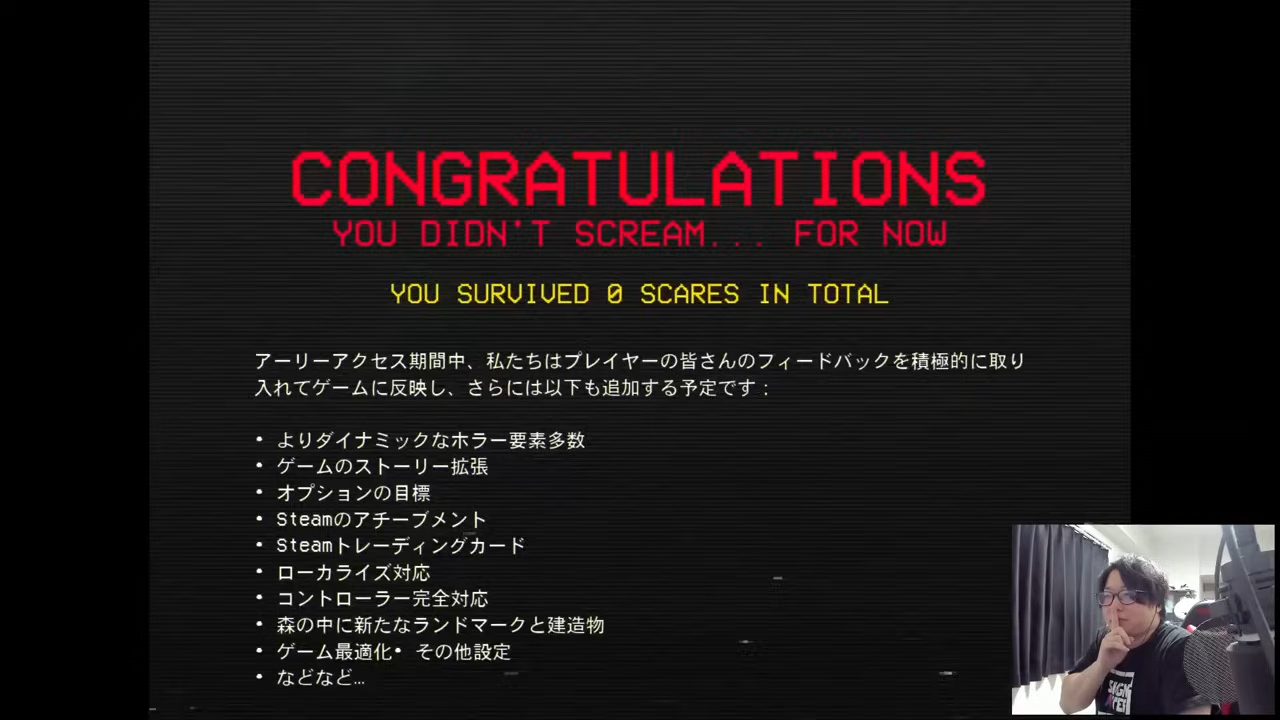 CONGRATULATIONS
YOU DIDN'T SCREAM... FOR NOW
YOU SURVIVED 0 SCARES IN TOTAL
アーリーアクセス期間中、私たちはプレイヤーの皆さんのフィードバックを積極的に取り
入れてゲームに反映し、さらには以下も追加する予定です：
• よりダイナミックなホラー要素多数
• ゲームのストーリー拡張
• オプションの目標
• Steamのアチーブメント
• Steamトレーディングカード
• ローカライズ対応
• コントローラー完全対応
• 森の中に新たなランドマークと建造物
• ゲーム最適化• その他設定
• などなど…